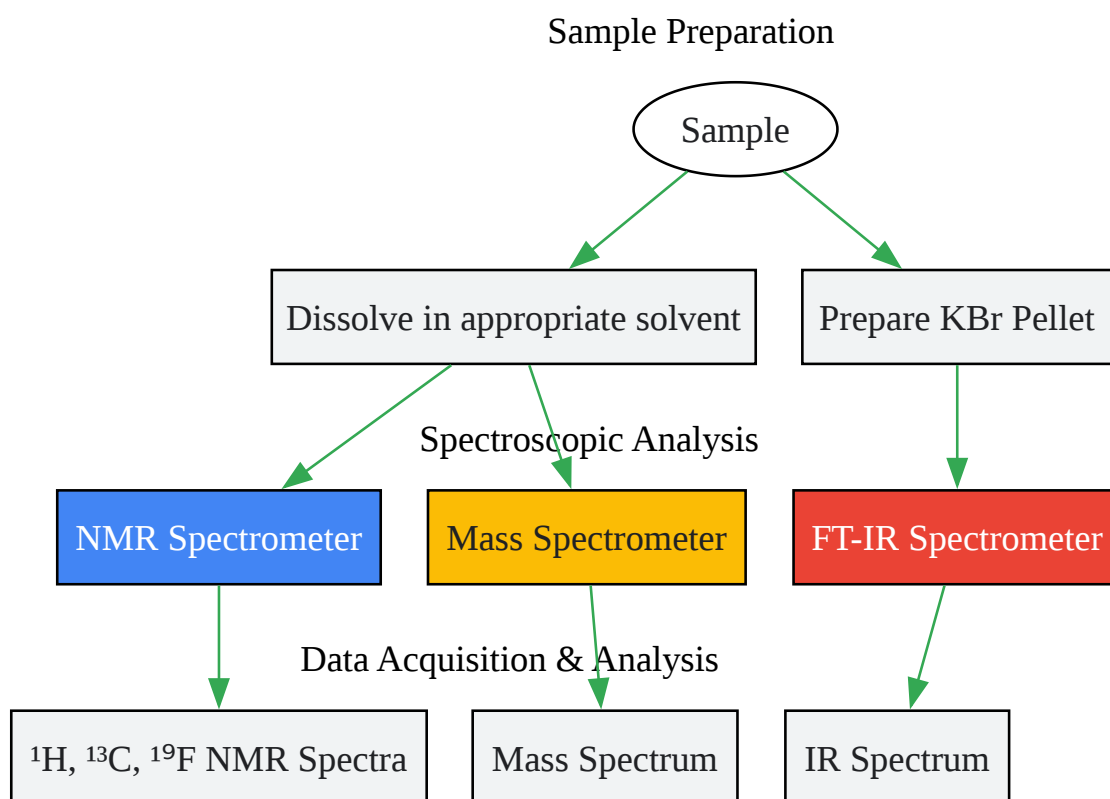 Sample Preparation
Sample
Dissolve in appropriate solvent
Prepare KBr Pellet
Spectroscopic Analysis
NMR Spectrometer
Mass Spectrometer
FT-IR Spectrometer
Data Acquisition & Analysis
¹H, ¹³C, ¹⁹F NMR Spectra
Mass Spectrum
IR Spectrum